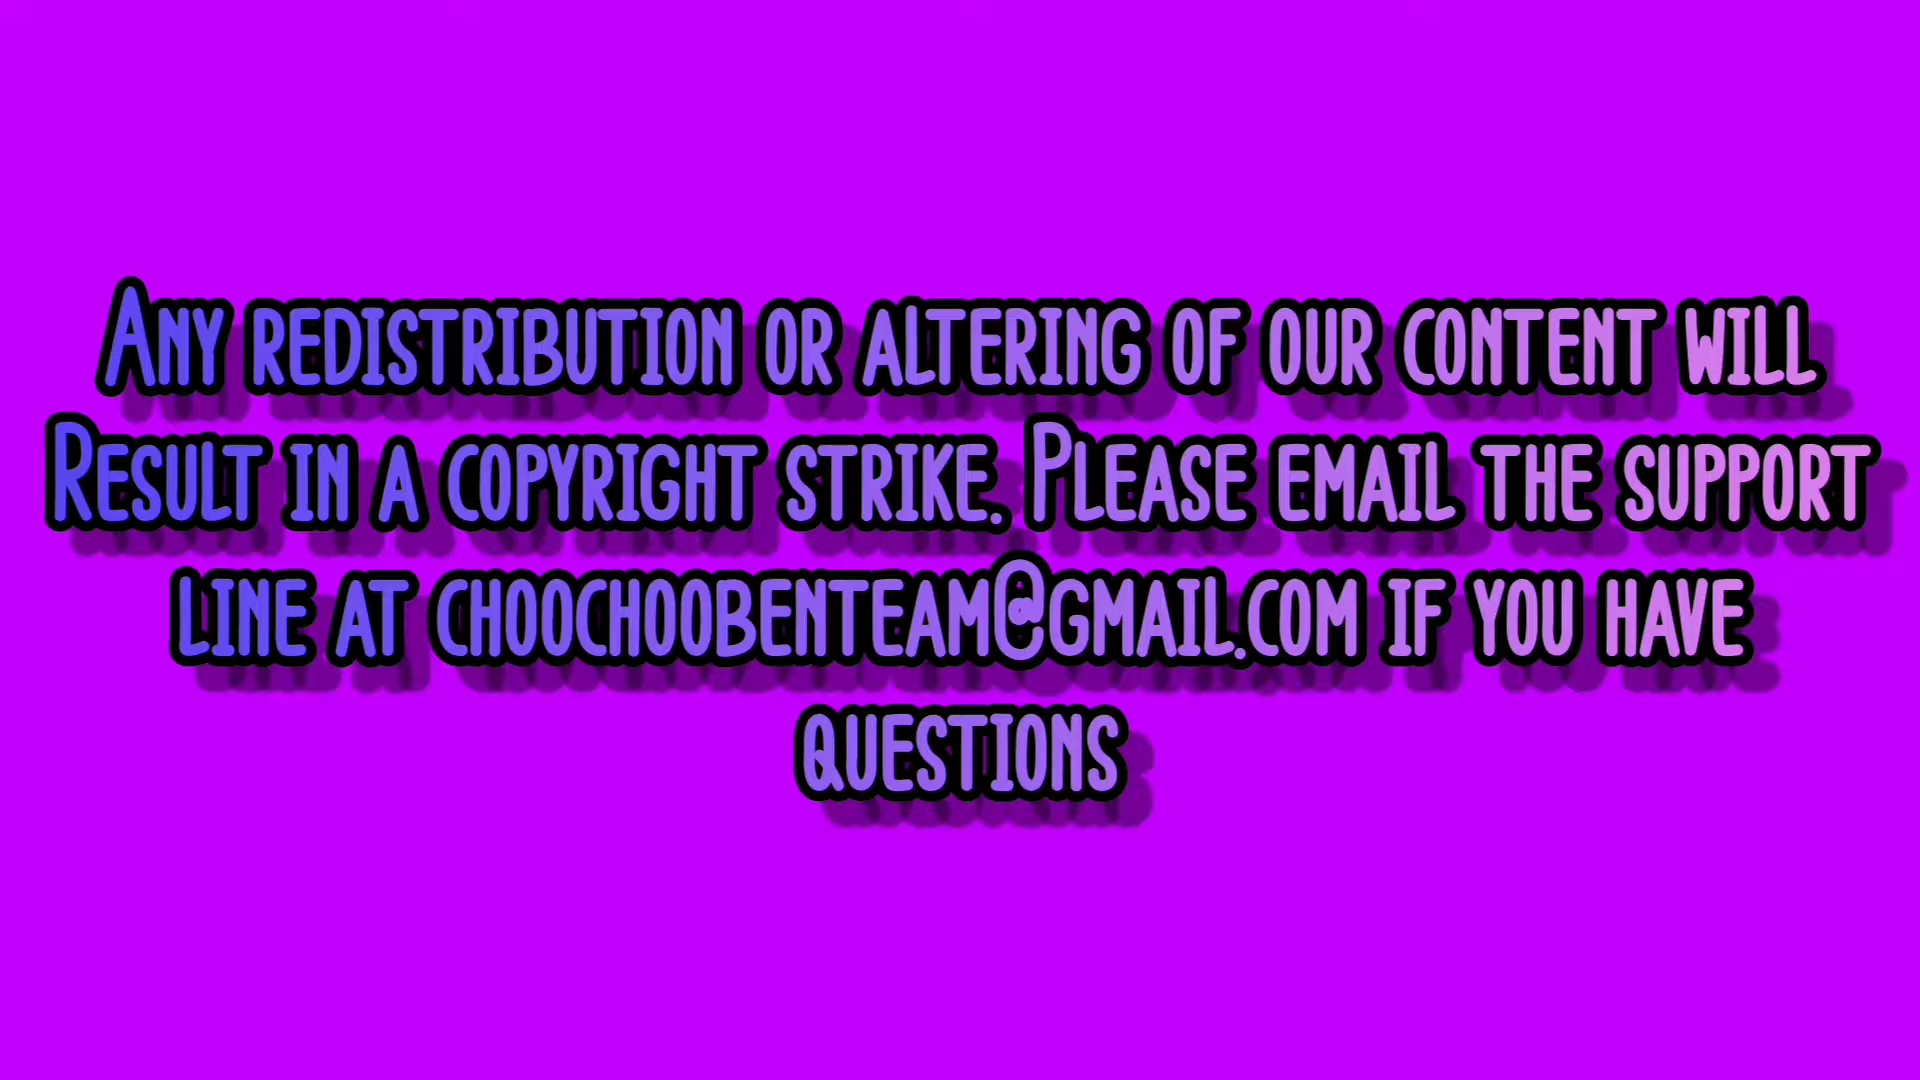 Any redistribution or altering of our content will
Result in a copyright strike. Please email the support
line at choochoobenteam@gmail.com if you have
questions